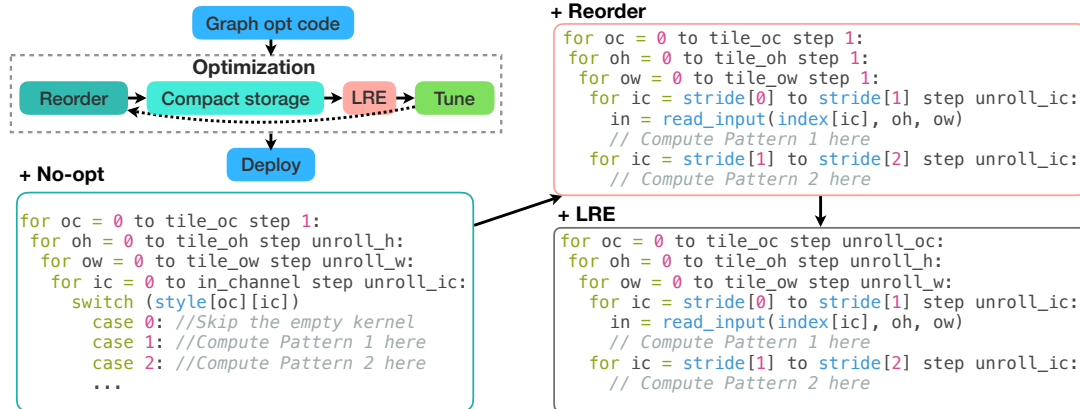 Graph opt code
Optimization
Reorder
Compact storage
LRE
Tune
Deploy
+ No-opt
for oc = 0 to tile_oc step 1:
for oh = 0 to tile_oh step unroll_h:
for ow = 0 to tile_ow step unroll_w:
for ic = 0 to in_channel step unroll_ic:
switch (style[oc][ic])
case 0: //Skip the empty kernel
case 1: //Compute Pattern 1 here
case 2: //Compute Pattern 2 here
...
+ Reorder
for oc = 0 to tile_oc step 1:
for oh = 0 to tile_oh step 1:
for ow = 0 to tile_ow step 1:
for ic = stride[0] to stride[1] step unroll_ic:
in = read_input(index[ic], oh, ow)
// Compute Pattern 1 here
for ic = stride[1] to stride[2] step unroll_ic:
// Compute Pattern 2 here
+ LRE
for oc = 0 to tile_oc step unroll_oc:
for oh = 0 to tile_oh step unroll_h:
for ow = 0 to tile_ow step unroll_w:
for ic = stride[0] to stride[1] step unroll_ic:
in = read_input(index[ic], oh, ow)
// Compute Pattern 1 here
for ic = stride[1] to stride[2] step unroll_ic:
// Compute Pattern 2 here